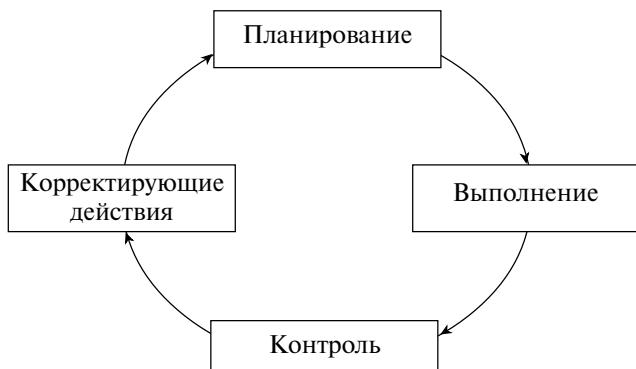 Планирование
Выполнение
Контроль
Корректирующие
действия